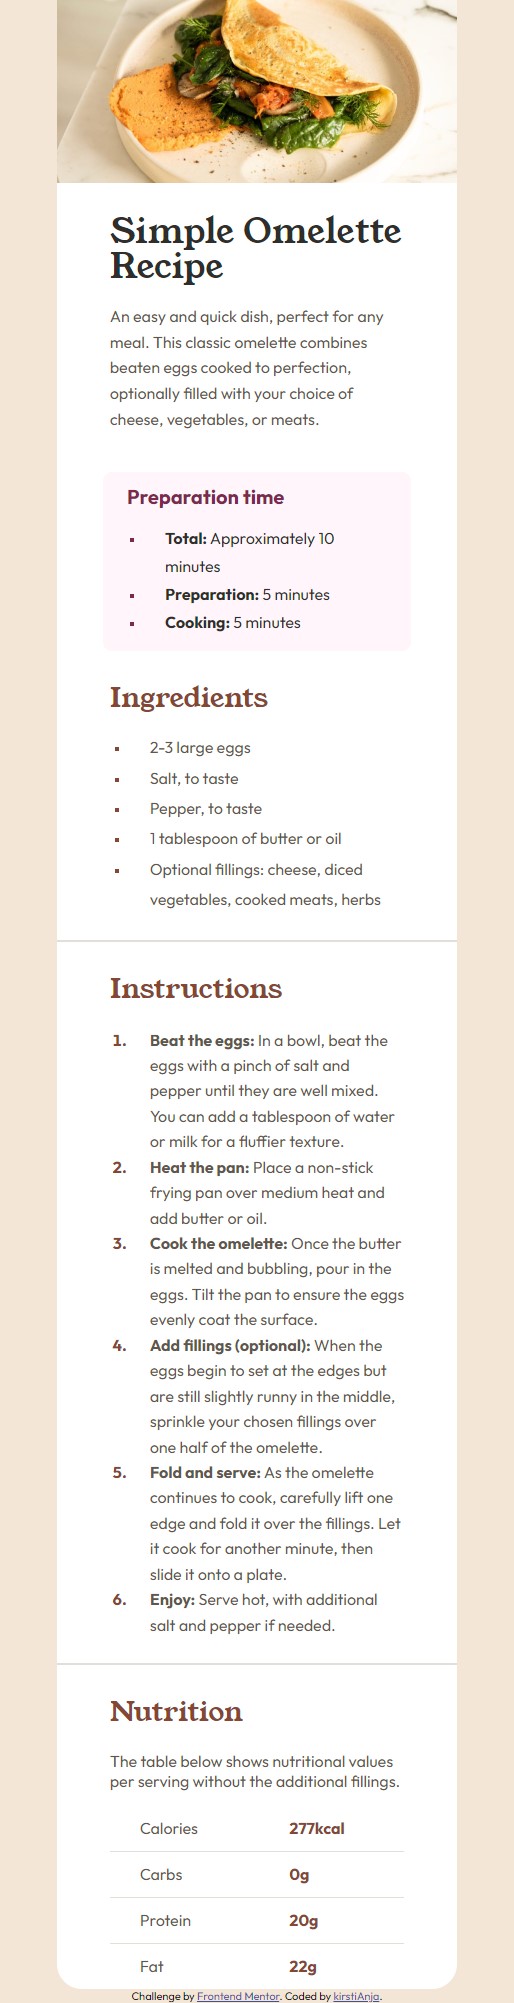 Simple Omelette
Recipe
An easy and quick dish, perfect for any
meal. This classic omelette combines
beaten eggs cooked to perfection,
optionally filled with your choice of
cheese, vegetables, or meats.
Preparation time
▪ Total: Approximately 10
minutes
▪ Preparation: 5 minutes
▪ Cooking: 5 minutes
Ingredients
▪ 2-3 large eggs
▪ Salt, to taste
▪ Pepper, to taste
▪ 1 tablespoon of butter or oil
▪ Optional fillings: cheese, diced
vegetables, cooked meats, herbs
Instructions
1. Beat the eggs: In a bowl, beat the
eggs with a pinch of salt and
pepper until they are well mixed.
You can add a tablespoon of water
or milk for a fluffier texture.
2. Heat the pan: Place a non-stick
frying pan over medium heat and
add butter or oil.
3. Cook the omelette: Once the butter
is melted and bubbling, pour in the
eggs. Tilt the pan to ensure the eggs
evenly coat the surface.
4. Add fillings (optional): When the
eggs begin to set at the edges but
are still slightly runny in the middle,
sprinkle your chosen fillings over
one half of the omelette.
5. Fold and serve: As the omelette
continues to cook, carefully lift one
edge and fold it over the fillings. Let
it cook for another minute, then
slide it onto a plate.
6. Enjoy: Serve hot, with additional
salt and pepper if needed.
Nutrition
The table below shows nutritional values
per serving without the additional fillings.
Calories 277kcal
Carbs 0g
Protein 20g
Fat 22g
Challenge by Frontend Mentor. Coded by kirstiAnja.